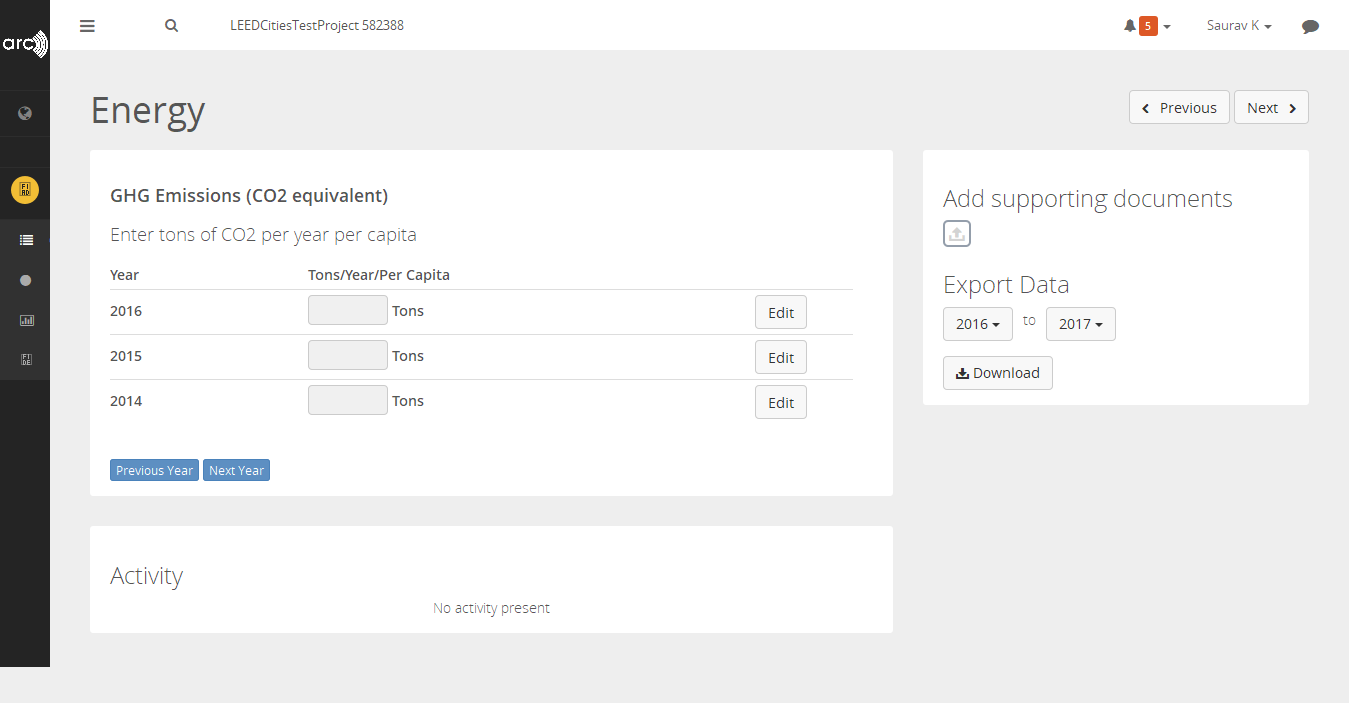 arc
LEEDCitiesTestProject 582388
5
Saurav K
Energy
Previous
Next
GHG Emissions (CO2 equivalent)
Enter tons of CO2 per year per capita
Year Tons/Year/Per Capita
2016 Tons Edit
2015 Tons Edit
2014 Tons Edit
Previous Year Next Year
Add supporting documents
Export Data
2016 to 2017
Download
Activity
No activity present